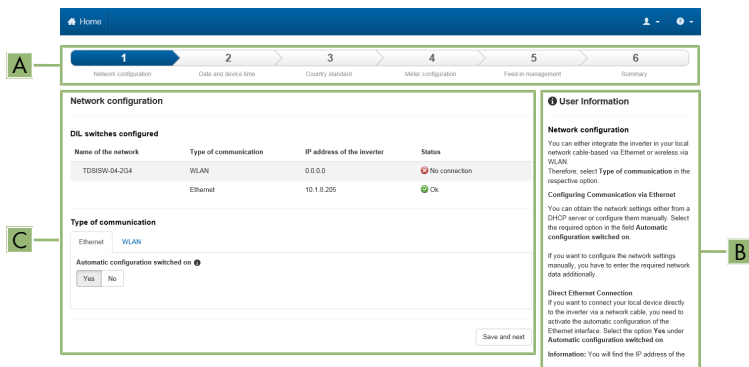 Home
A
1 2 3 4 5 6
Network configuration Date and device time Country standard Meter configuration Feed-in management Summary
Network configuration
DIL switches configured
Name of the network Type of communication IP address of the inverter Status
TDSISW-04-2G4 WLAN 0.0.0.0 No connection
Ethernet 10.1.8.205 Ok
Type of communication
C
Ethernet WLAN
Automatic configuration switched on
Yes No
Save and next
User Information
Network configuration
You can either integrate the inverter in your local
network cable-based via Ethernet or wireless via
WLAN.
Therefore, select Type of communication in the
respective option.
Configuring Communication via Ethernet
You can obtain the network settings either from a
DHCP server or configure them manually. Select
the required option in the field Automatic
configuration switched on.
B
If you want to configure the network settings
manually, you have to enter the required network
data additionally.
Direct Ethernet Connection
If you want to connect your local device directly
to the inverter via a network cable, you need to
activate the automatic configuration of the
Ethernet interface. Select the option Yes under
Automatic configuration switched on.
Information: You will find the IP address of the